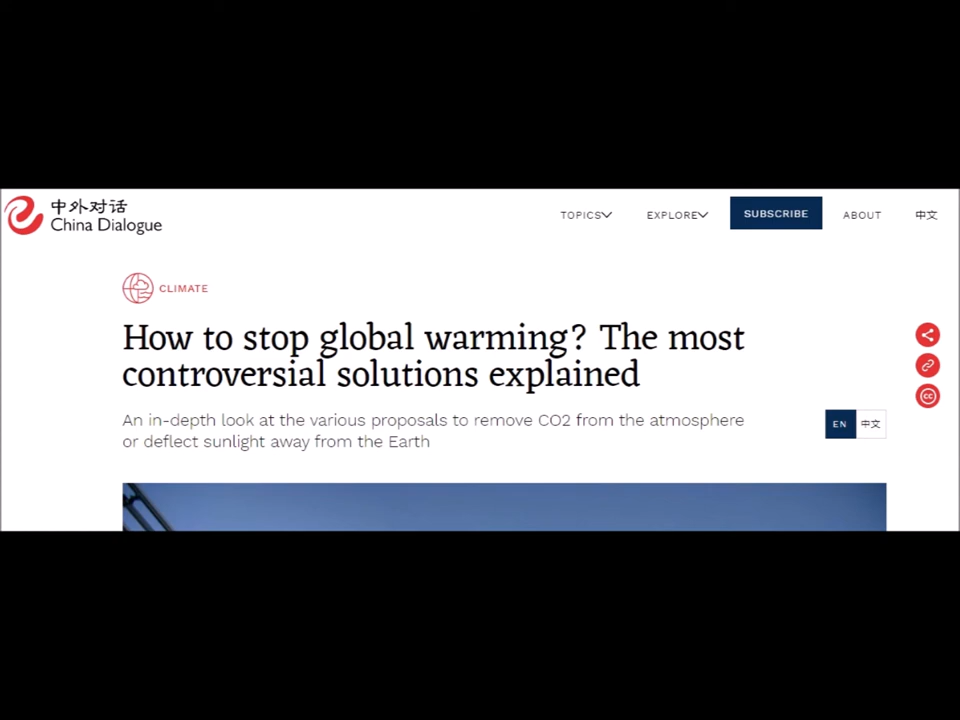 中外对话
China Dialogue
TOPICS EXPLORE SUBSCRIBE ABOUT 中文
CLIMATE
How to stop global warming? The most
controversial solutions explained
An in-depth look at the various proposals to remove CO2 from the atmosphere
or deflect sunlight away from the Earth
EN 中文
cc